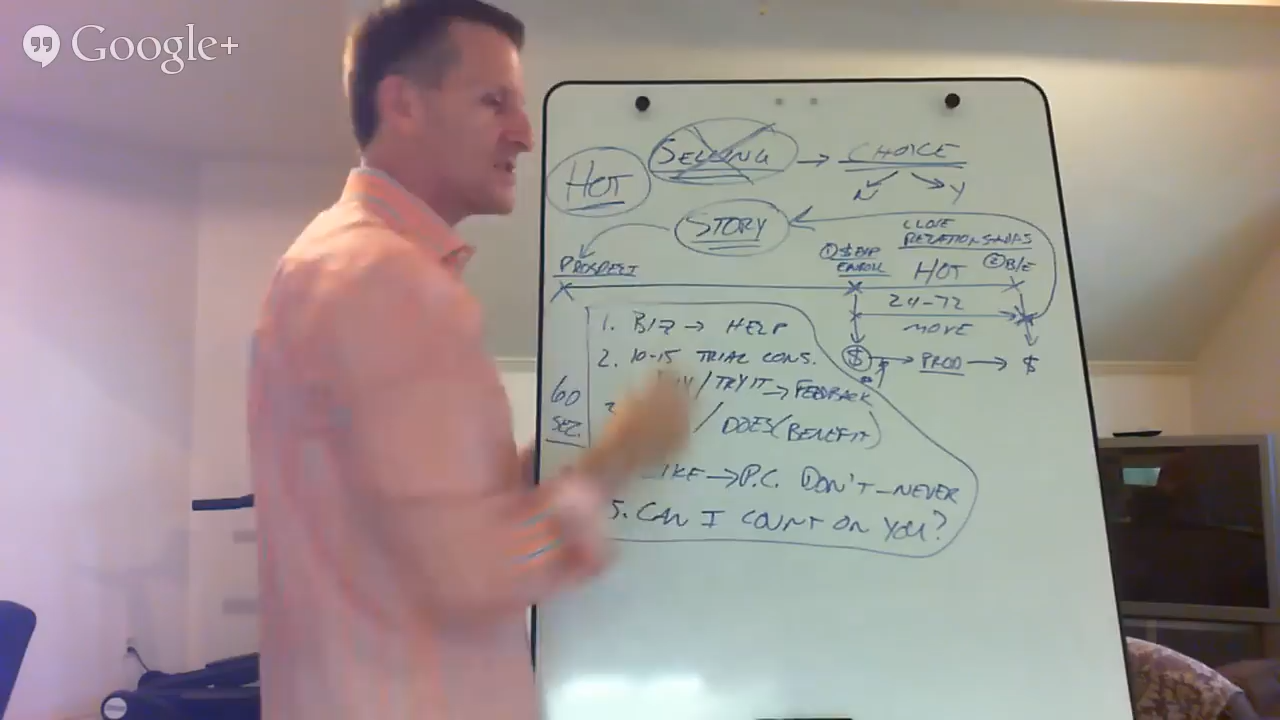 Google+
SELLING → CHOICE
HOT
N Y
STORY
CLOSE
RELATIONSHIPS
PROSPECT
① $EXP
ENROLL
HOT
② B/E
24-72
MOVE
$ → PROD → $
1. BIZ → HELP
2. 10-15 TRIAL CONS.
/ TRY IT → FEEDBACK
60
SEC.
/ DOES (BENEFIT)
→ P.C. DON'T - NEVER
5. CAN I COUNT ON YOU?